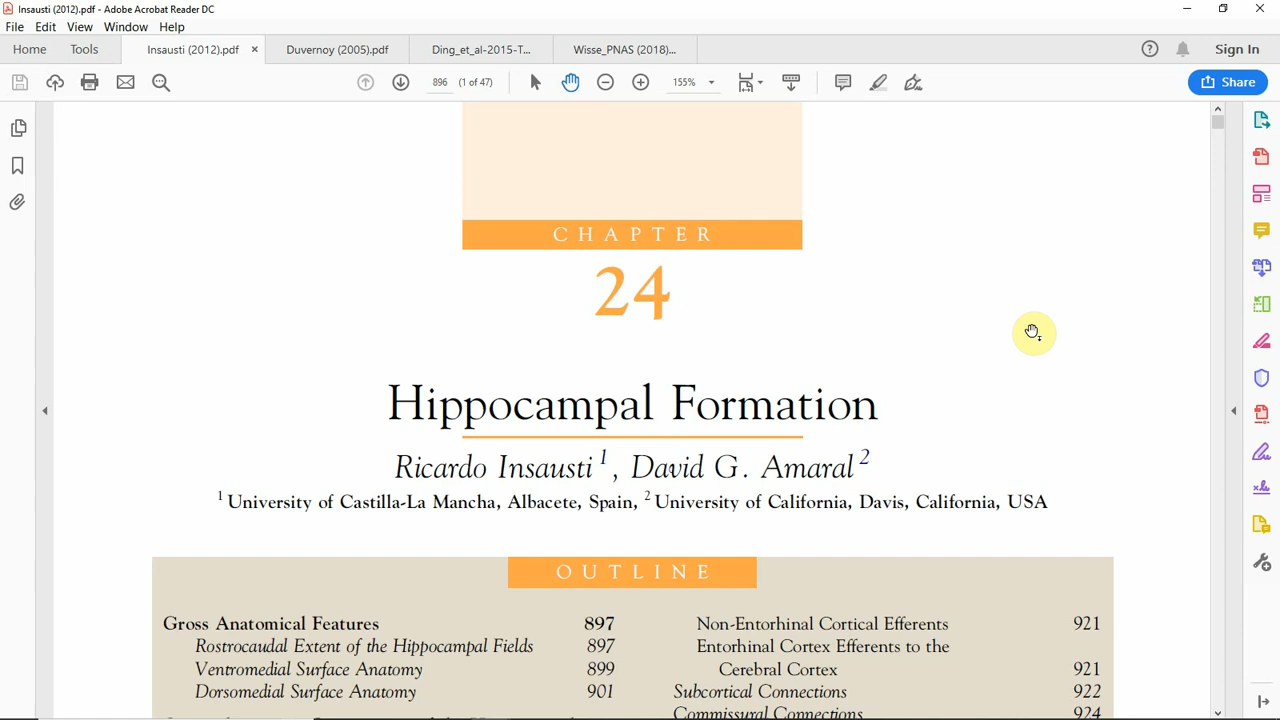 Insausti (2012).pdf - Adobe Acrobat Reader DC
File Edit View Window Help
Home Tools Insausti (2012).pdf × Duvernoy (2005).pdf Ding_et_al-2015-T... Wisse_PNAS (2018)... Sign In
896 (1 of 47) 155% Share
CHAPTER
24
Hippocampal Formation
Ricardo Insausti 1, David G. Amaral 2
1 University of Castilla-La Mancha, Albacete, Spain, 2 University of California, Davis, California, USA
OUTLINE
Gross Anatomical Features 897
Rostrocaudal Extent of the Hippocampal Fields 897
Ventromedial Surface Anatomy 899
Dorsomedial Surface Anatomy 901
Non-Entorhinal Cortical Efferents 921
Entorhinal Cortex Efferents to the
Cerebral Cortex 921
Subcortical Connections 922
Commissural Connections 924